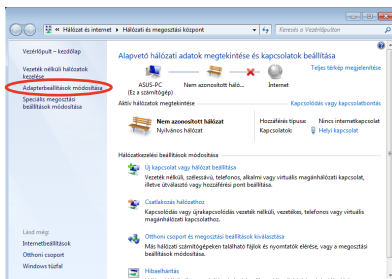 « Hálózat és internet ▸ Hálózati és megosztási központ
Keresés a Vezérlőpulton
Vezérlőpult – kezdőlap
Vezeték nélküli hálózatok
kezelése
Adapterbeállítások módosítása
Speciális megosztási
beállítások módosítása
Lásd még:
Internetbeállítások
Otthoni csoport
Windows tűzfal
Alapvető hálózati adatok megtekintése és kapcsolatok beállítása
Teljes térkép megjelenítése
ASUS-PC
(Ez a számítógép)
Nem azonosított háló...
Internet
Aktív hálózatok megtekintése
Kapcsolódás vagy kapcsolatbontás
Nem azonosított hálózat
Nyilvános hálózat
Hozzáférés típusa: Nincs internetkapcsolat
Kapcsolatok: Helyi kapcsolat
Hálózatkezelési beállítások módosítása
Új kapcsolat vagy hálózat beállítása
Vezeték nélküli, szélessávú, telefonos, alkalmi vagy virtuális magánhálózati kapcsolat,
illetve útválasztó vagy hozzáférési pont beállítása.
Csatlakozás hálózathoz
Kapcsolódás vagy újrakapcsolódás vezeték nélküli, vezetékes, telefonos vagy virtuális
magánhálózati kapcsolathoz.
Otthoni csoport és megosztási beállítások kiválasztása
Más hálózati számítógépeken található fájlok és nyomtatók elérése, vagy a megosztási
beállítások módosítása.
Hibaelhárítás